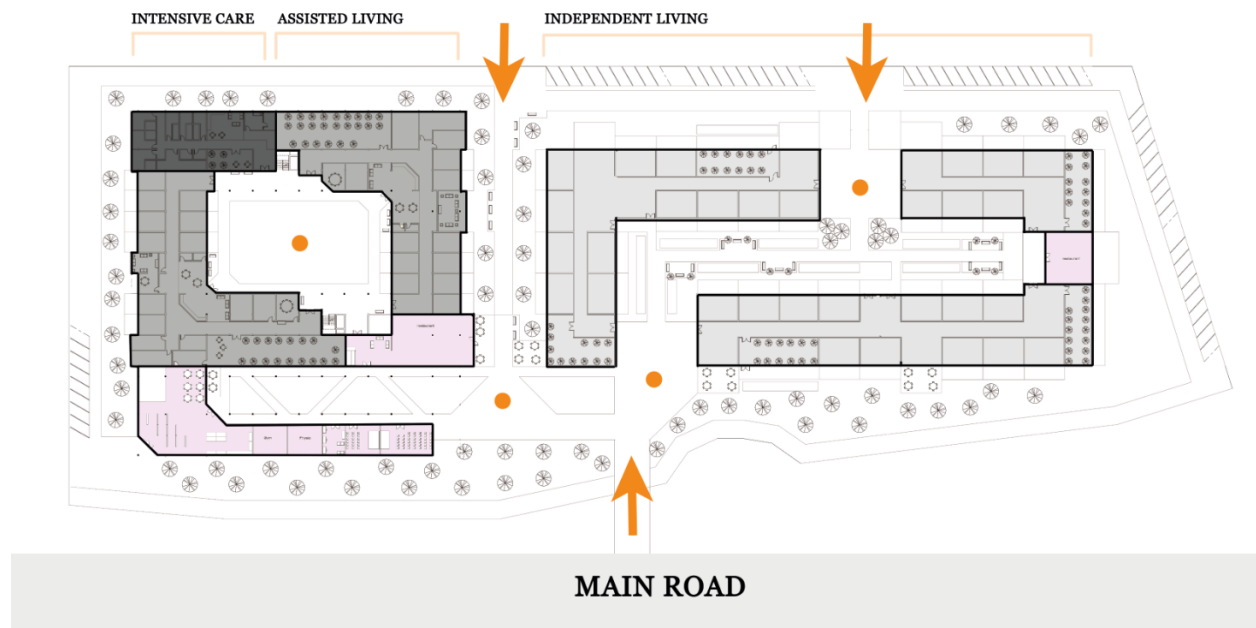 INTENSIVE CARE
ASSISTED LIVING
INDEPENDENT LIVING
MAIN ROAD